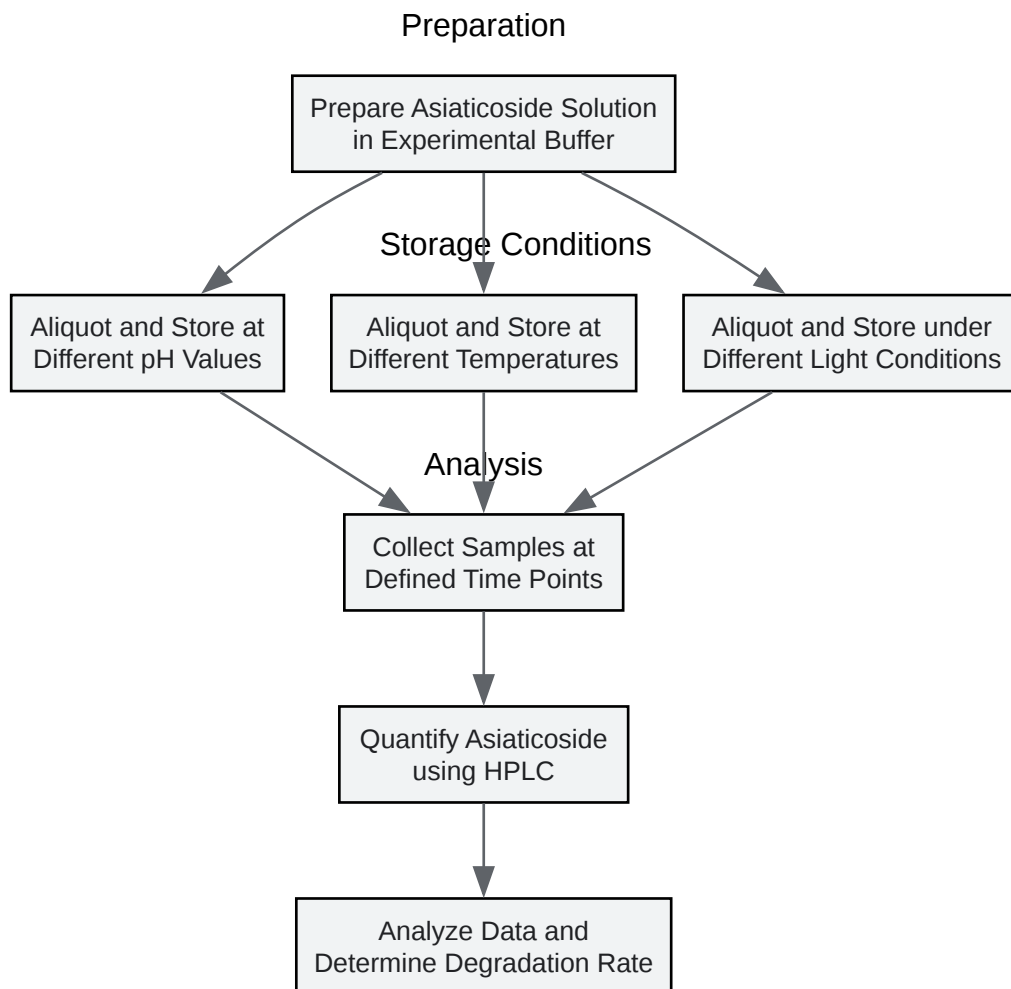 Preparation
Prepare Asiaticoside Solution
in Experimental Buffer
Storage Conditions
Aliquot and Store at
Different pH Values
Aliquot and Store at
Different Temperatures
Aliquot and Store under
Different Light Conditions
Analysis
Collect Samples at
Defined Time Points
Quantify Asiaticoside
using HPLC
Analyze Data and
Determine Degradation Rate